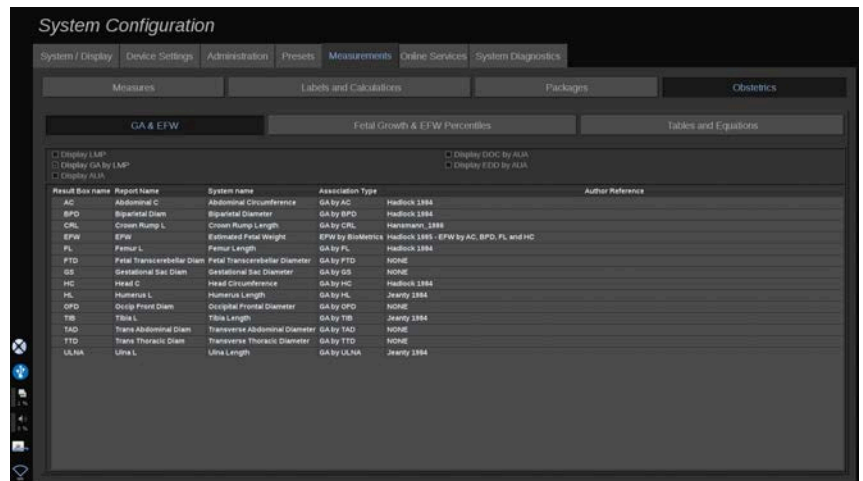 System Configuration
System / Display Device Settings Administration Presets Measurements Online Services System Diagnostics
Measures Labels and Calculations Packages Obstetrics
GA & EFW Fetal Growth & EFW Percentiles Tables and Equations
Display LMP Display DOC by AUA
Display GA by LMP Display EDD by AUA
Display AUA
Result Box name Report Name System name Association Type Author Reference
AC Abdominal C Abdominal Circumference GA by AC Hadlock 1984
BPD Biparietal Diam Biparietal Diameter GA by BPD Hadlock 1984
CRL Crown Rump L Crown Rump Length GA by CRL Hansmann_1986
EFW EFW Estimated Fetal Weight EFW by BioMetrics Hadlock 1985 - EFW by AC, BPD, FL and HC
FL Femur L Femur Length GA by FL Hadlock 1984
FTD Fetal Transcerebellar Diam Fetal Transcerebellar Diameter GA by FTD NONE
GS Gestational Sac Diam Gestational Sac Diameter GA by GS NONE
HC Head C Head Circumference GA by HC Hadlock 1984
HL Humerus L Humerus Length GA by HL Jeanty 1984
OFD Occip Front Diam Occipital Frontal Diameter GA by OFD NONE
TIB Tibia L Tibia Length GA by TIB Jeanty 1984
TAD Trans Abdominal Diam Transverse Abdominal Diameter GA by TAD NONE
TTD Trans Thoracic Diam Transverse Thoracic Diameter GA by TTD NONE
ULNA Ulna L Ulna Length GA by ULNA Jeanty 1984